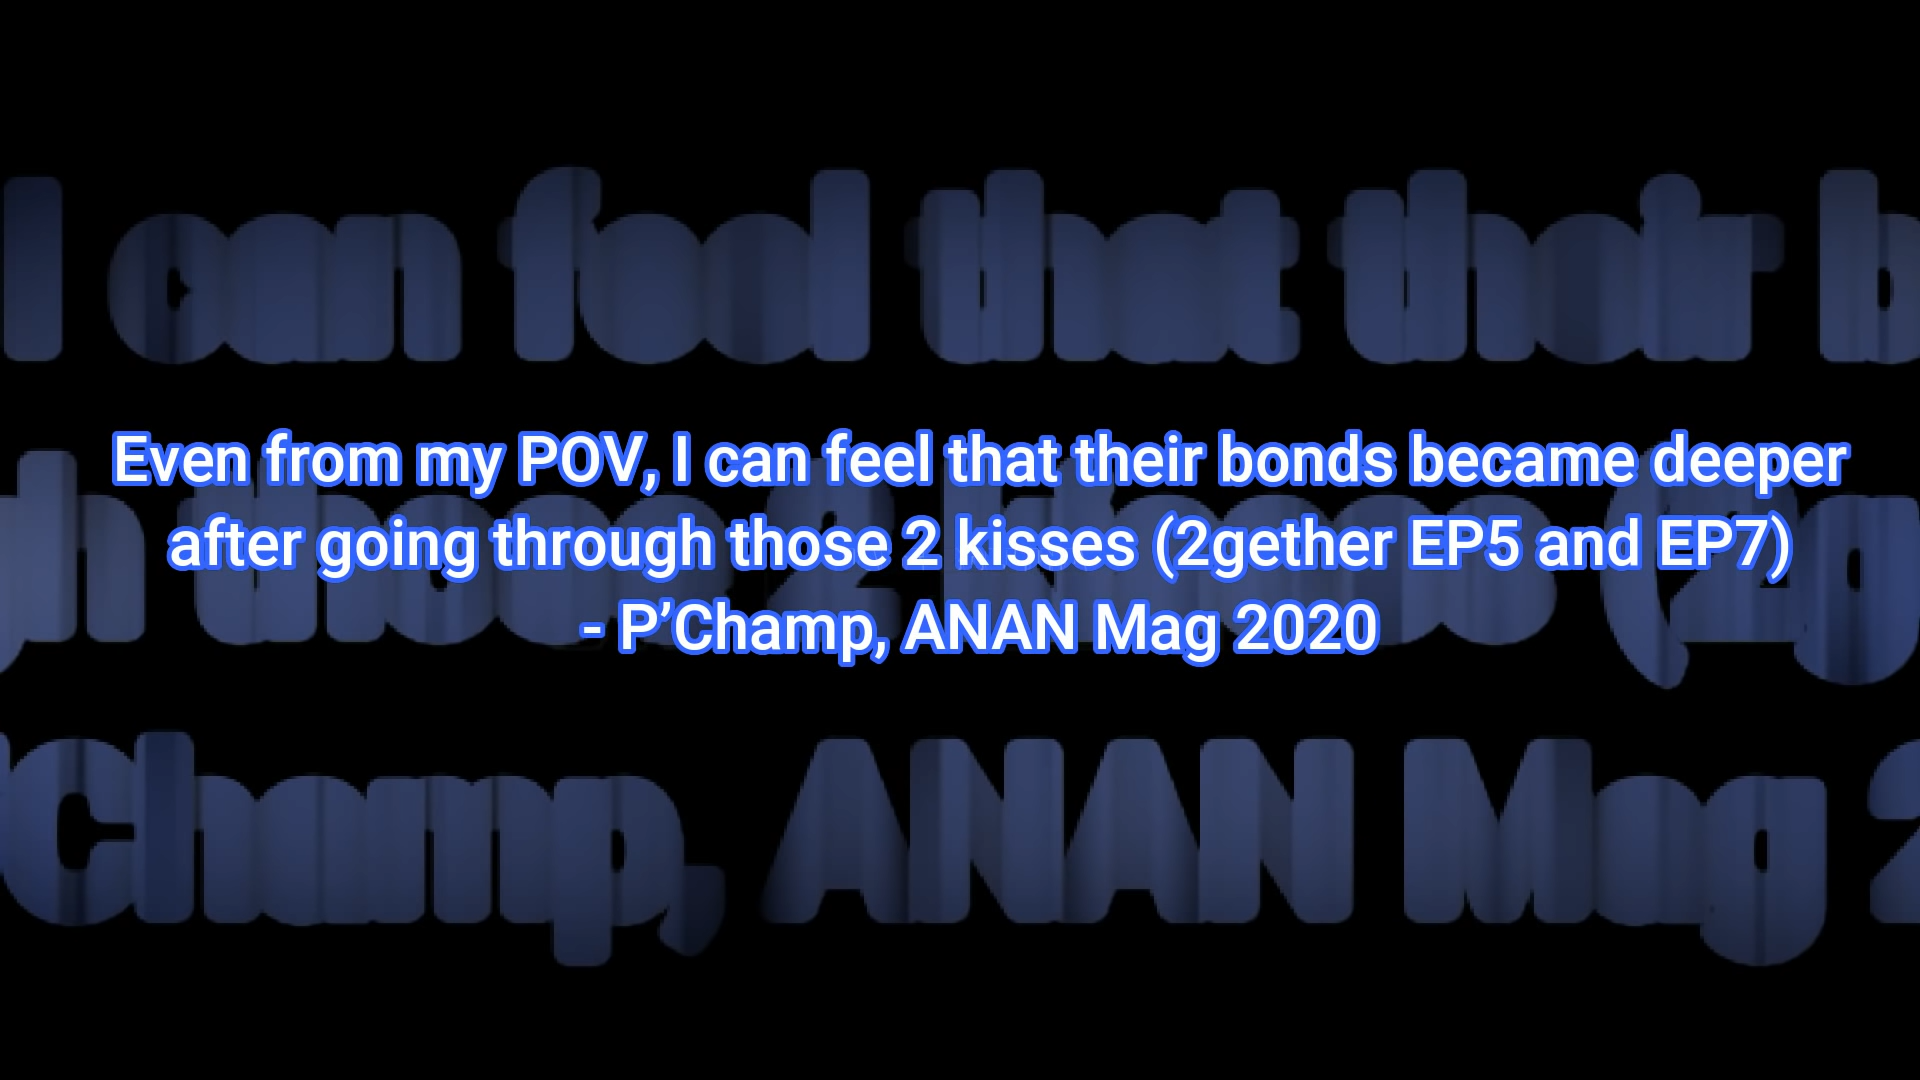 Even from my POV, I can feel that their bonds became deeper
after going through those 2 kisses (2gether EP5 and EP7)
- P’Champ, ANAN Mag 2020